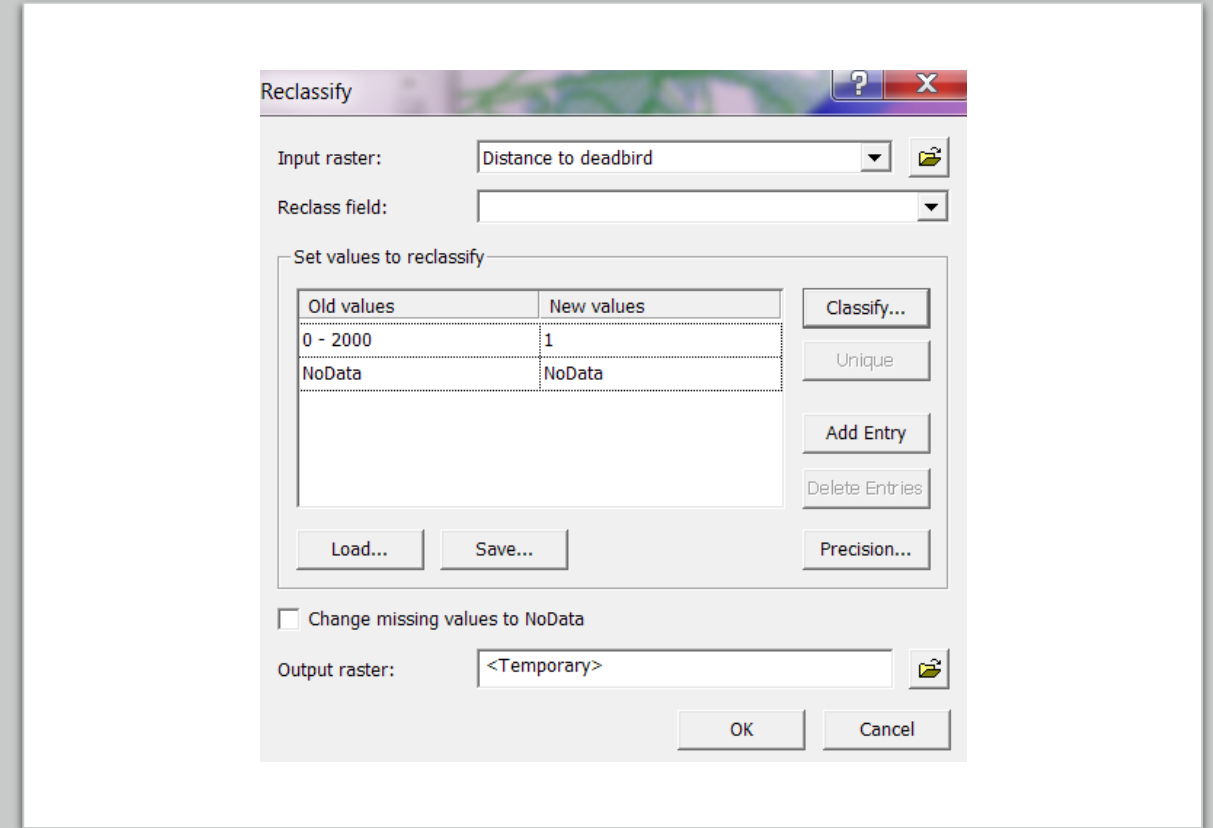 Reclassify
?
X
Input raster: Distance to deadbird
Reclass field:
Set values to reclassify
Old values New values
0 - 2000 1
NoData NoData
Classify...
Unique
Add Entry
Delete Entries
Load... Save... Precision...
Change missing values to NoData
Output raster: <Temporary>
OK Cancel